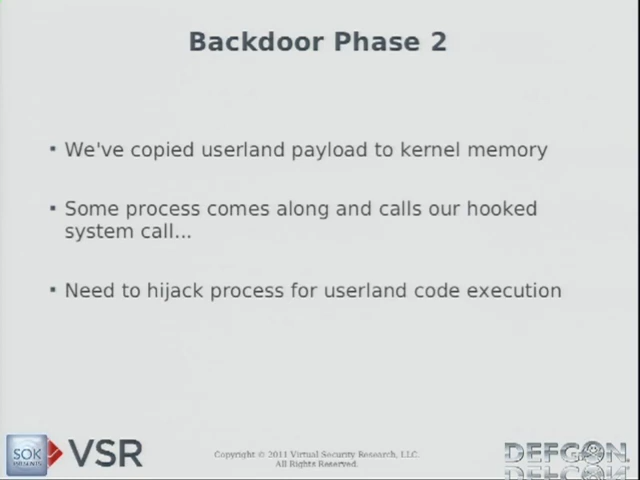 Backdoor Phase 2
We've copied userland payload to kernel memory
Some process comes along and calls our hooked
system call...
Need to hijack process for userland code execution
SOK
PRESENTS
VSR
Copyright © 2011 Virtual Security Research, LLC.
All Rights Reserved.
DEFCON